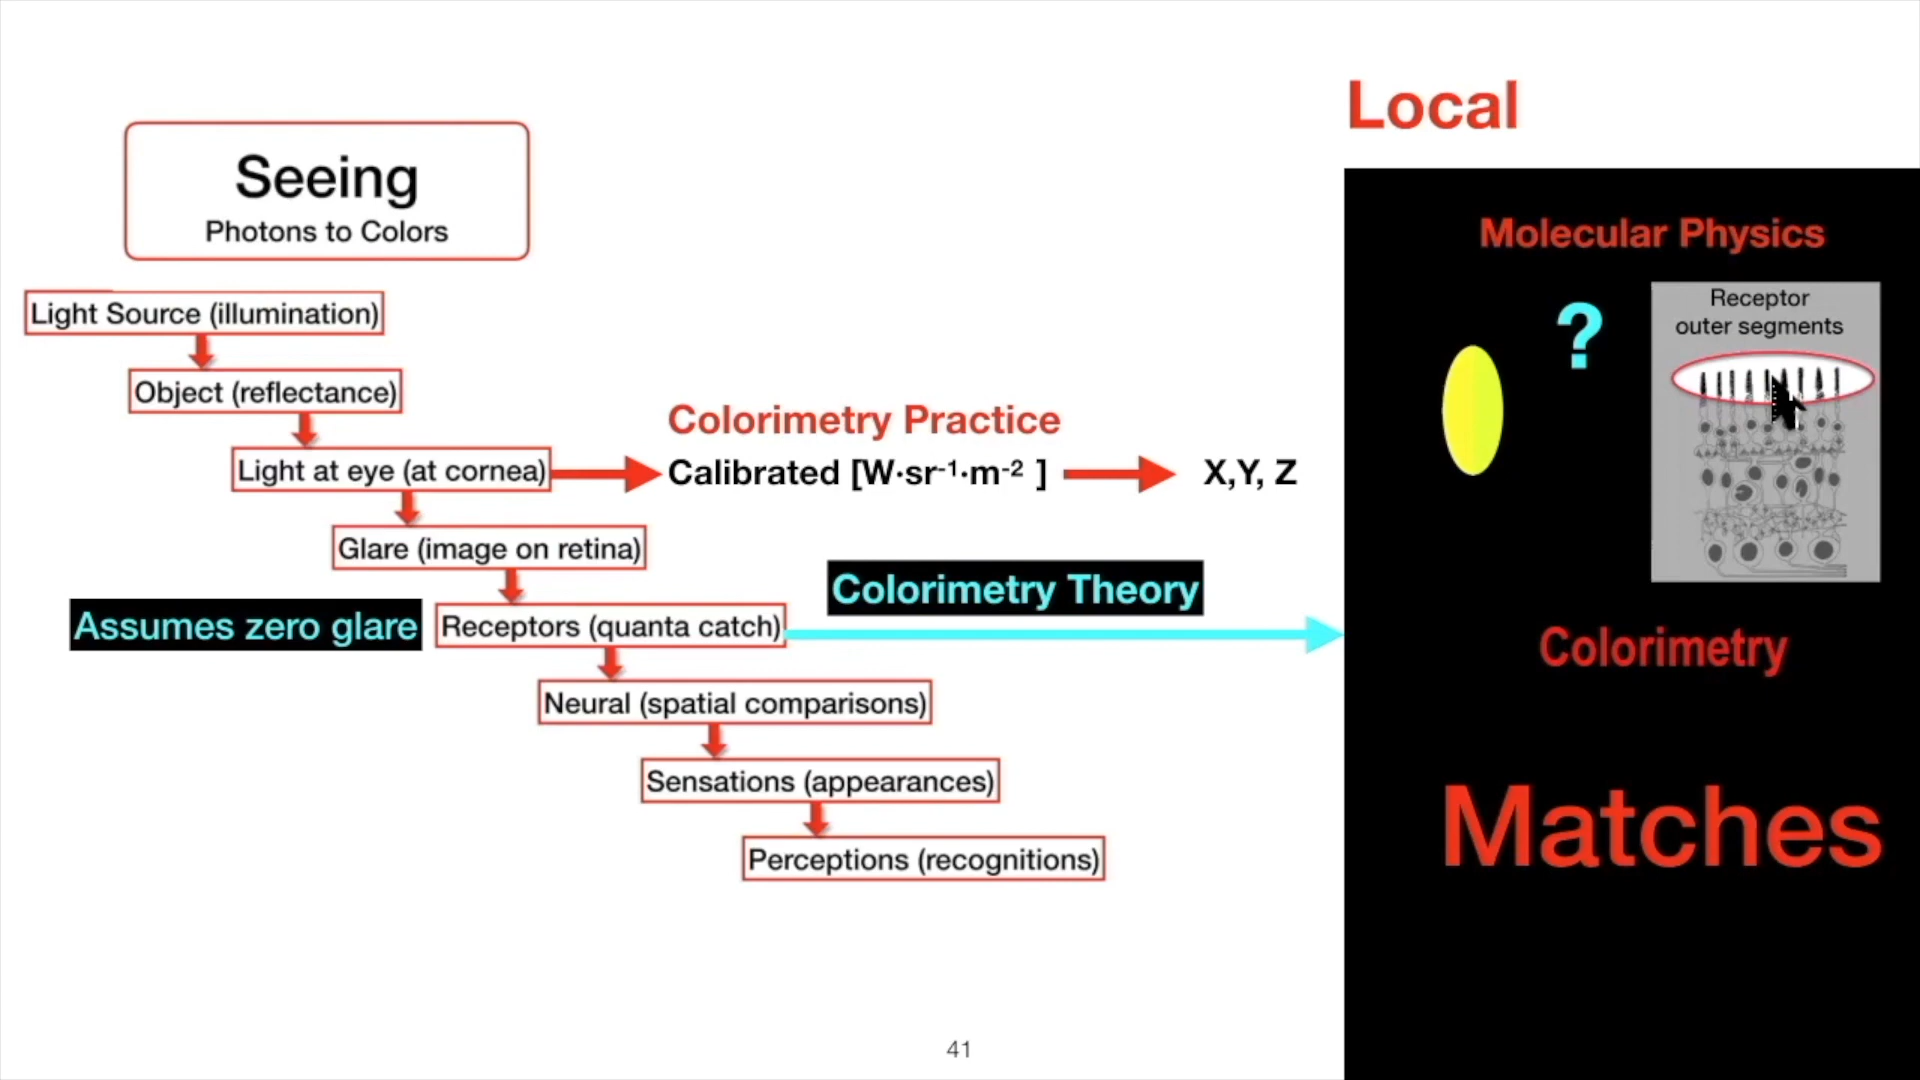 Local
Seeing
Photons to Colors
Molecular Physics
Light Source (illumination)
?
Receptor
outer segments
Object (reflectance)
Colorimetry Practice
Light at eye (at cornea)
Calibrated [W·sr-1·m-2 ]
X,Y, Z
Glare (image on retina)
Colorimetry Theory
Assumes zero glare
Receptors (quanta catch)
Colorimetry
Neural (spatial comparisons)
Sensations (appearances)
Matches
Perceptions (recognitions)
41